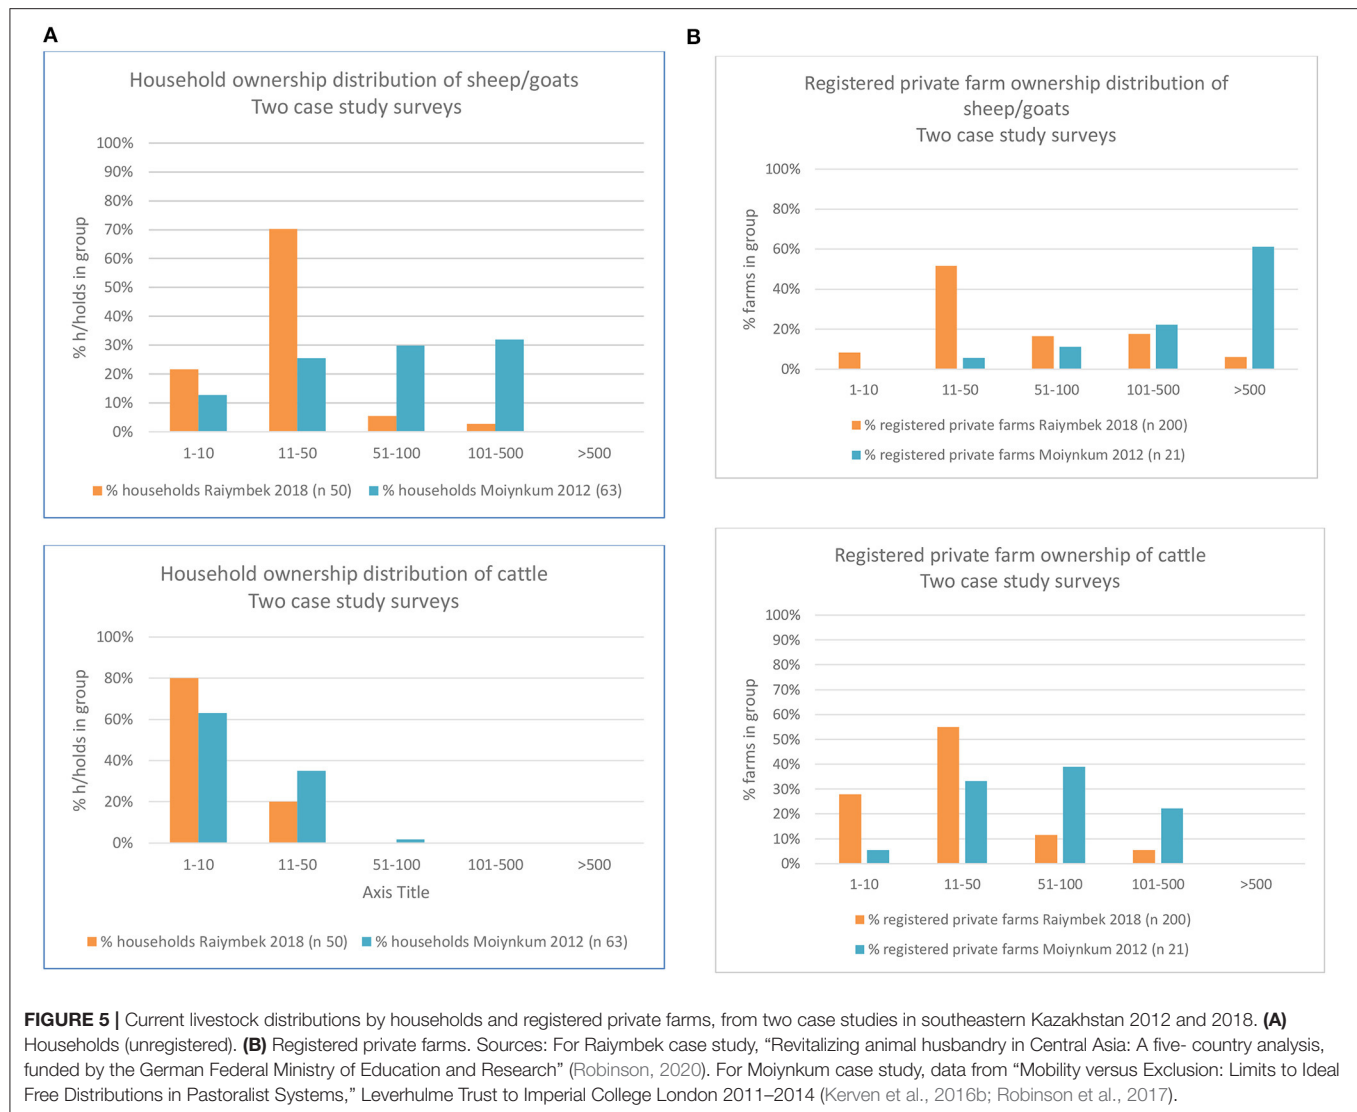 A
Household ownership distribution of sheep/goats
Two case study surveys
% h/holds in group
100%
90%
80%
70%
60%
50%
40%
30%
20%
10%
0%
1-10 11-50 51-100 101-500 >500
% households Raiymbek 2018 (n 50) % households Moiynkum 2012 (63)
Household ownership distribution of cattle
Two case study surveys
% h/holds in group
100%
80%
60%
40%
20%
0%
1-10 11-50 51-100 101-500 >500
Axis Title
% households Raiymbek 2018 (n 50) % households Moiynkum 2012 (n 63)
B
Registered private farm ownership distribution of
sheep/goats
Two case study surveys
% farms in group
100%
80%
60%
40%
20%
0%
1-10 11-50 51-100 101-500 >500
% registered private farms Raiymbek 2018 (n 200)
% registered private farms Moiynkum 2012 (n 21)
Registered private farm ownership of cattle
Two case study surveys
% farms in group
100%
90%
80%
70%
60%
50%
40%
30%
20%
10%
0%
1-10 11-50 51-100 101-500 >500
% registered private farms Raiymbek 2018 (n 200)
% registered private farms Moiynkum 2012 (n 21)
FIGURE 5 | Current livestock distributions by households and registered private farms, from two case studies in southeastern Kazakhstan 2012 and 2018. (A)
Households (unregistered). (B) Registered private farms. Sources: For Raiymbek case study, “Revitalizing animal husbandry in Central Asia: A five- country analysis,
funded by the German Federal Ministry of Education and Research” (Robinson, 2020). For Moiynkum case study, data from “Mobility versus Exclusion: Limits to Ideal
Free Distributions in Pastoralist Systems,” Leverhulme Trust to Imperial College London 2011–2014 (Kerven et al., 2016b; Robinson et al., 2017).